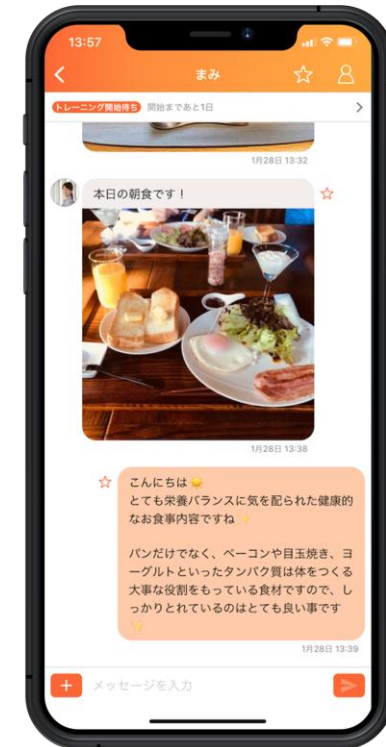 13:57
まみ
トレーニング開始待ち 開始まであと1日
1月28日 13:32
本日の朝食です！
1月28日 13:38
こんにちは
とても栄養バランスに気を配られた健康的
なお食事内容ですね
パンだけでなく、ベーコンや目玉焼き、ヨ
ーグルトといったタンパク質は体をつくる
大事な役割をもっている食材ですので、し
っかりとれているのはとても良い事です
1月28日 13:39
メッセージを入力